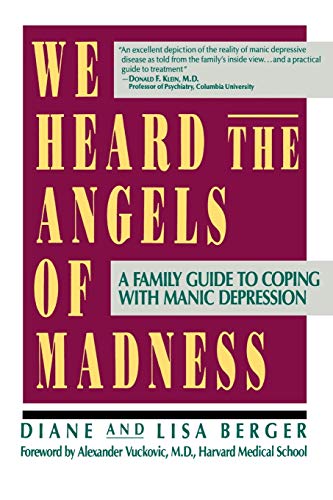 WE
"An excellent depiction of the reality of manic depressive
disease as told from the family's inside view...and a practical
guide to treatment"
—DONALD F. KLEIN, M.D.
Professor of Psychiatry, Columbia University
HEARD THE
ANGELS
OF
A FAMILY GUIDE TO COPING
WITH MANIC DEPRESSION
MADNESS
DIANE AND LISA BERGER
Foreword by Alexander Vuckovic, M.D., Harvard Medical School